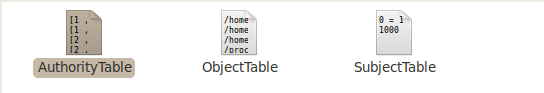 [1 ,
[1 ,
[2 ,
[2 ,
AuthorityTable
/home
/home
/home
/proc
ObjectTable
0 = 1
1000
SubjectTable